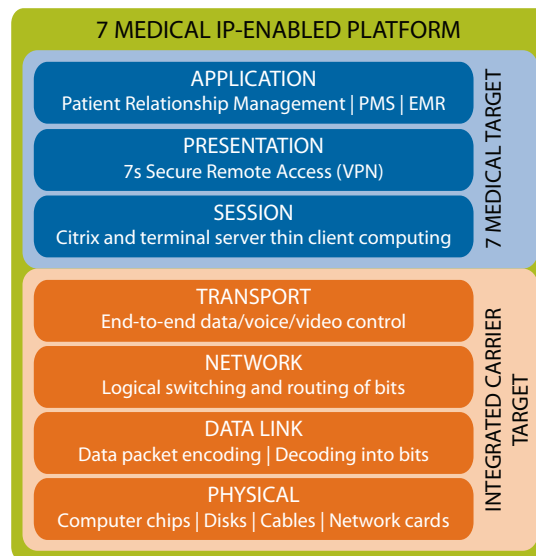 7 MEDICAL IP-ENABLED PLATFORM
APPLICATION
Patient Relationship Management | PMS | EMR
PRESENTATION
7s Secure Remote Access (VPN)
SESSION
Citrix and terminal server thin client computing
7 MEDICAL TARGET
TRANSPORT
End-to-end data/voice/video control
NETWORK
Logical switching and routing of bits
DATA LINK
Data packet encoding | Decoding into bits
PHYSICAL
Computer chips | Disks | Cables | Network cards
INTEGRATED CARRIER
TARGET